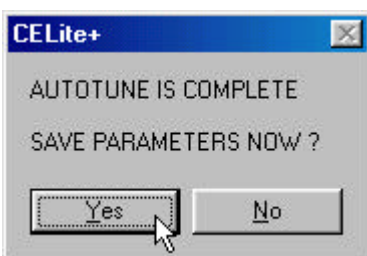 CELite+
AUTOTUNE IS COMPLETE
SAVE PARAMETERS NOW ?
Yes No